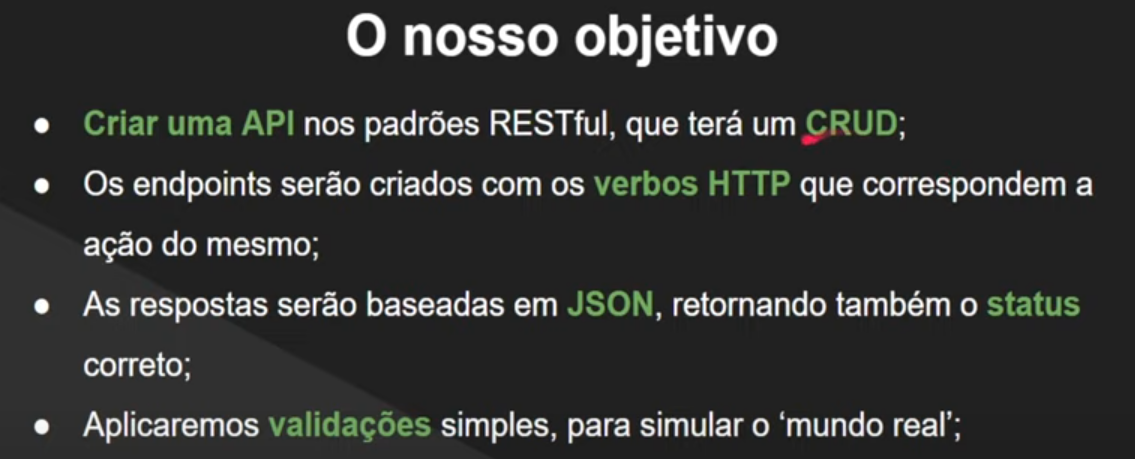 O nosso objetivo
● Criar uma API nos padrões RESTful, que terá um CRUD;
● Os endpoints serão criados com os verbos HTTP que correspondem a
ação do mesmo;
● As respostas serão baseadas em JSON, retornando também o status
correto;
● Aplicaremos validações simples, para simular o ‘mundo real’;